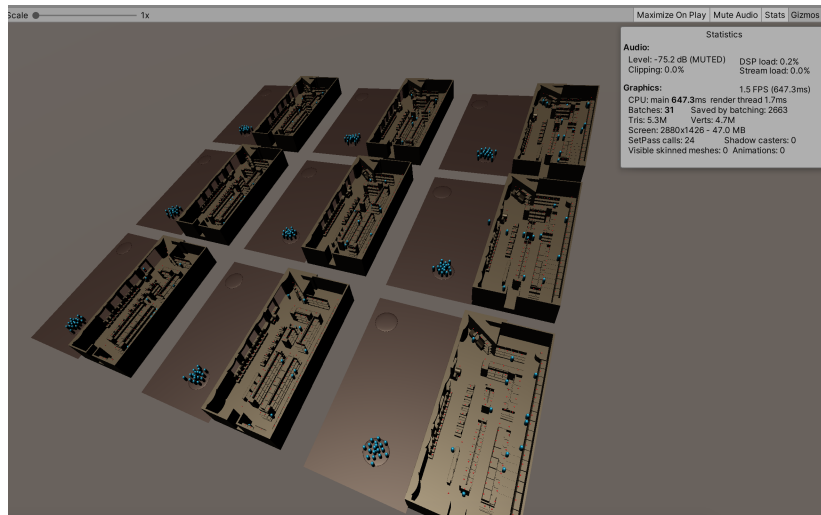 Scale 1x Maximize On Play Mute Audio Stats Gizmos
Statistics
Audio:
Level: -75.2 dB (MUTED) DSP load: 0.2%
Clipping: 0.0% Stream load: 0.0%
Graphics: 1.5 FPS (647.3ms)
CPU: main 647.3ms render thread 1.7ms
Batches: 31 Saved by batching: 2663
Tris: 5.3M Verts: 4.7M
Screen: 2880x1426 - 47.0 MB
SetPass calls: 24 Shadow casters: 0
Visible skinned meshes: 0 Animations: 0